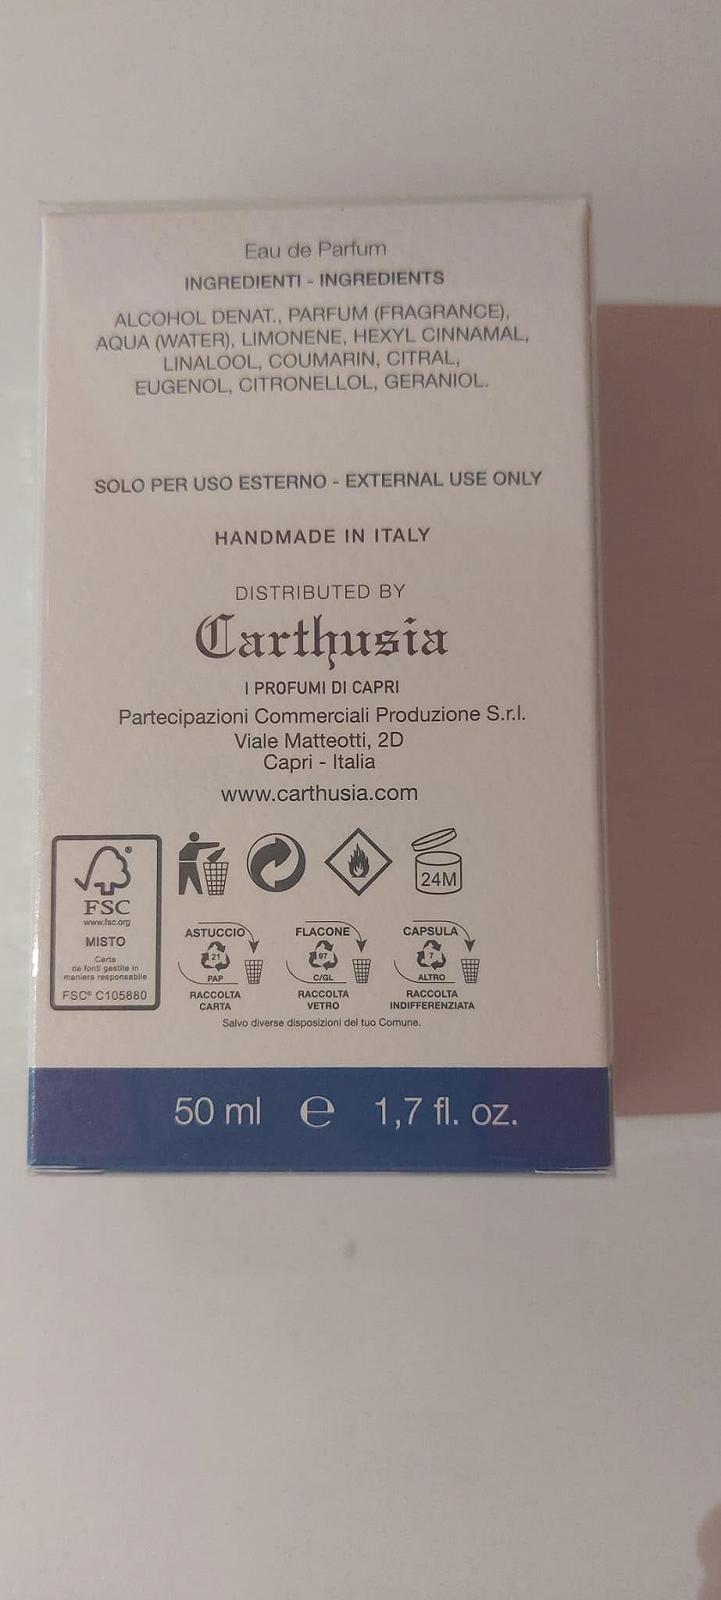 Eau de Parfum
INGREDIENTI - INGREDIENTS
ALCOHOL DENAT., PARFUM (FRAGRANCE),
AQUA (WATER), LIMONENE, HEXYL CINNAMAL,
LINALOOL, COUMARIN, CITRAL,
EUGENOL, CITRONELLOL, GERANIOL.
SOLO PER USO ESTERNO - EXTERNAL USE ONLY
HANDMADE IN ITALY
DISTRIBUTED BY
Carthusia
I PROFUMI DI CAPRI
Partecipazioni Commerciali Produzione S.r.l.
Viale Matteotti, 2D
Capri - Italia
www.carthusia.com
24M
FSC
www.fsc.org
MISTO
Carta
da fonti gestite in
maniera responsabile
FSC® C105880
ASTUCCIO
21
PAP
RACCOLTA
CARTA
FLACONE
97
C/GL
RACCOLTA
VETRO
CAPSULA
7
ALTRO
RACCOLTA
INDIFFERENZIATA
Salvo diverse disposizioni del tuo Comune.
50 ml ℮ 1,7 fl. oz.